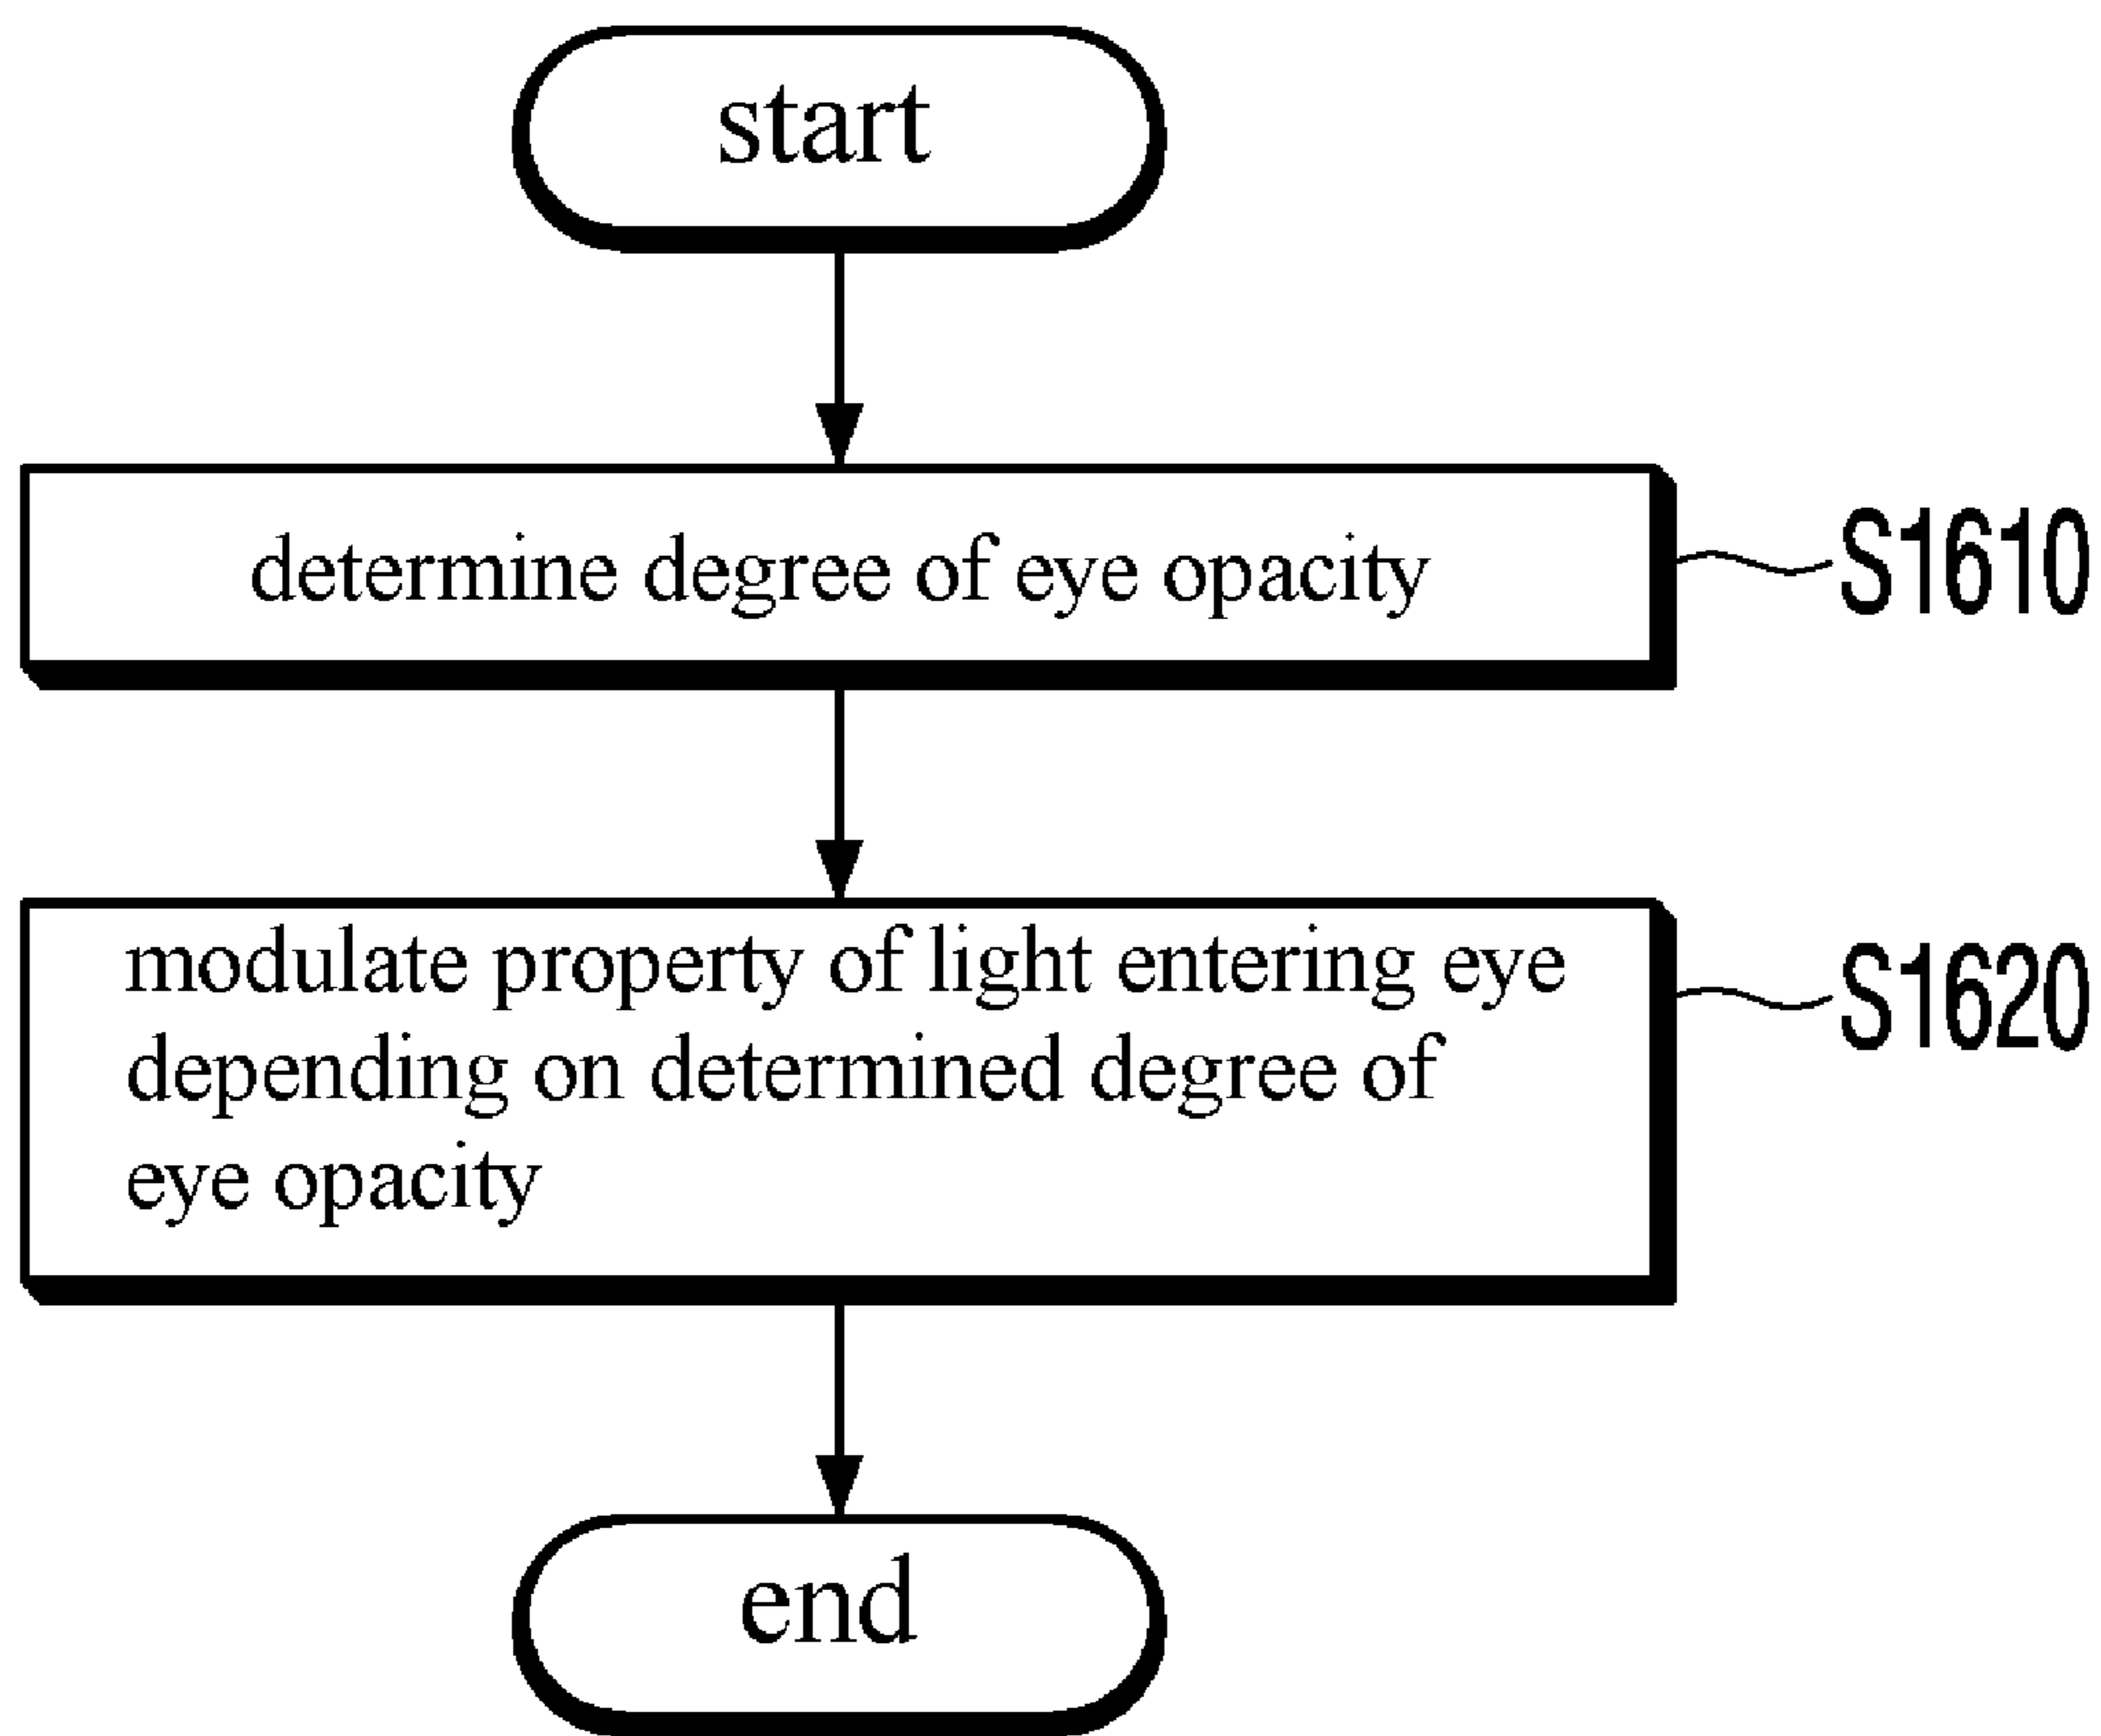 start
determine degree of eye opacity
S1610
modulate property of light entering eye
depending on determined degree of
eye opacity
S1620
end